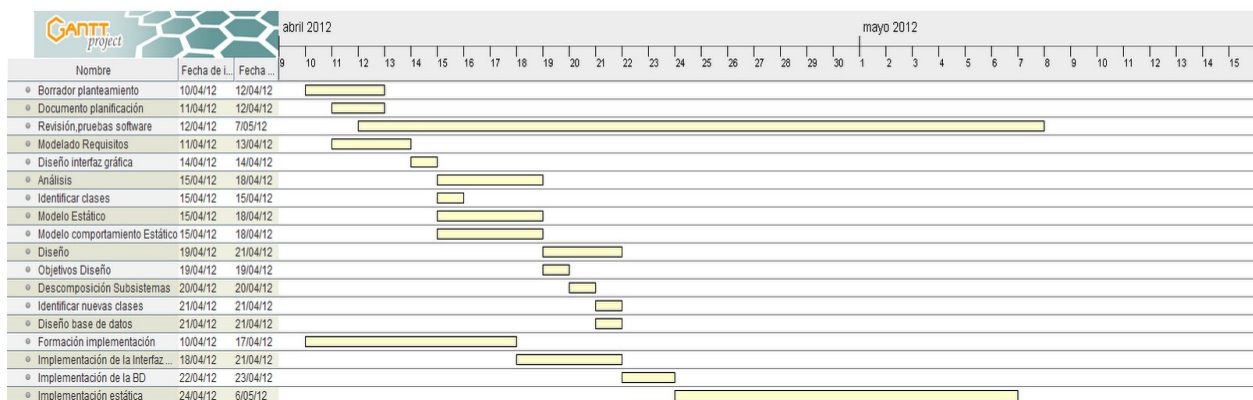 GANTT project
abril 2012 mayo 2012
9 10 11 12 13 14 15 16 17 18 19 20 21 22 23 24 25 26 27 28 29 30 1 2 3 4 5 6 7 8 9 10 11 12 13 14 15
Nombre Fecha de i... Fecha ...
Borrador planteamiento 10/04/12 12/04/12
Documento planificación 11/04/12 12/04/12
Revisión,pruebas software 12/04/12 7/05/12
Modelado Requisitos 11/04/12 13/04/12
Diseño interfaz gráfica 14/04/12 14/04/12
Análisis 15/04/12 18/04/12
Identificar clases 15/04/12 15/04/12
Modelo Estático 15/04/12 18/04/12
Modelo comportamiento Estático 15/04/12 18/04/12
Diseño 19/04/12 21/04/12
Objetivos Diseño 19/04/12 19/04/12
Descomposición Subsistemas 20/04/12 20/04/12
Identificar nuevas clases 21/04/12 21/04/12
Diseño base de datos 21/04/12 21/04/12
Formación implementación 10/04/12 17/04/12
Implementación de la Interfaz ... 18/04/12 21/04/12
Implementación de la BD 22/04/12 23/04/12
Implementación estática 24/04/12 6/05/12